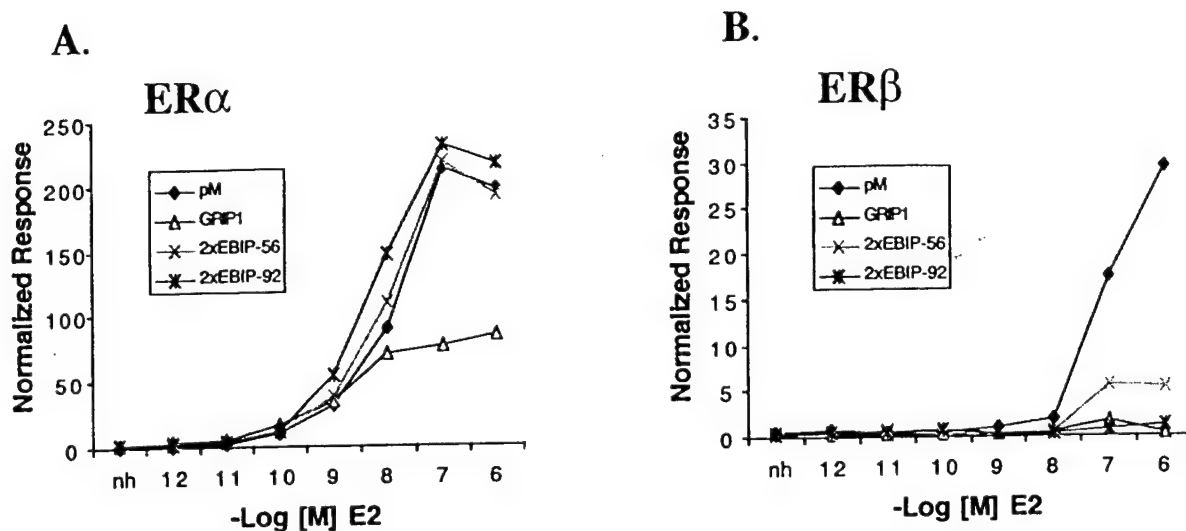 A.
ERα
Normalized Response
250
200
150
100
50
0
pM
GRIP1
2xEBIP-56
2xEBIP-92
nh 12 11 10 9 8 7 6
-Log [M] E2
B.
ERβ
Normalized Response
35
30
25
20
15
10
5
0
pM
GRIP1
2xEBIP-56
2xEBIP-92
nh 12 11 10 9 8 7 6
-Log [M] E2